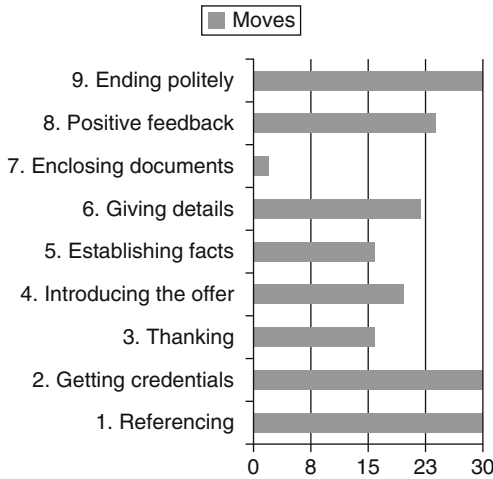 Moves
9. Ending politely
8. Positive feedback
7. Enclosing documents
6. Giving details
5. Establishing facts
4. Introducing the offer
3. Thanking
2. Getting credentials
1. Referencing
0 8 15 23 30